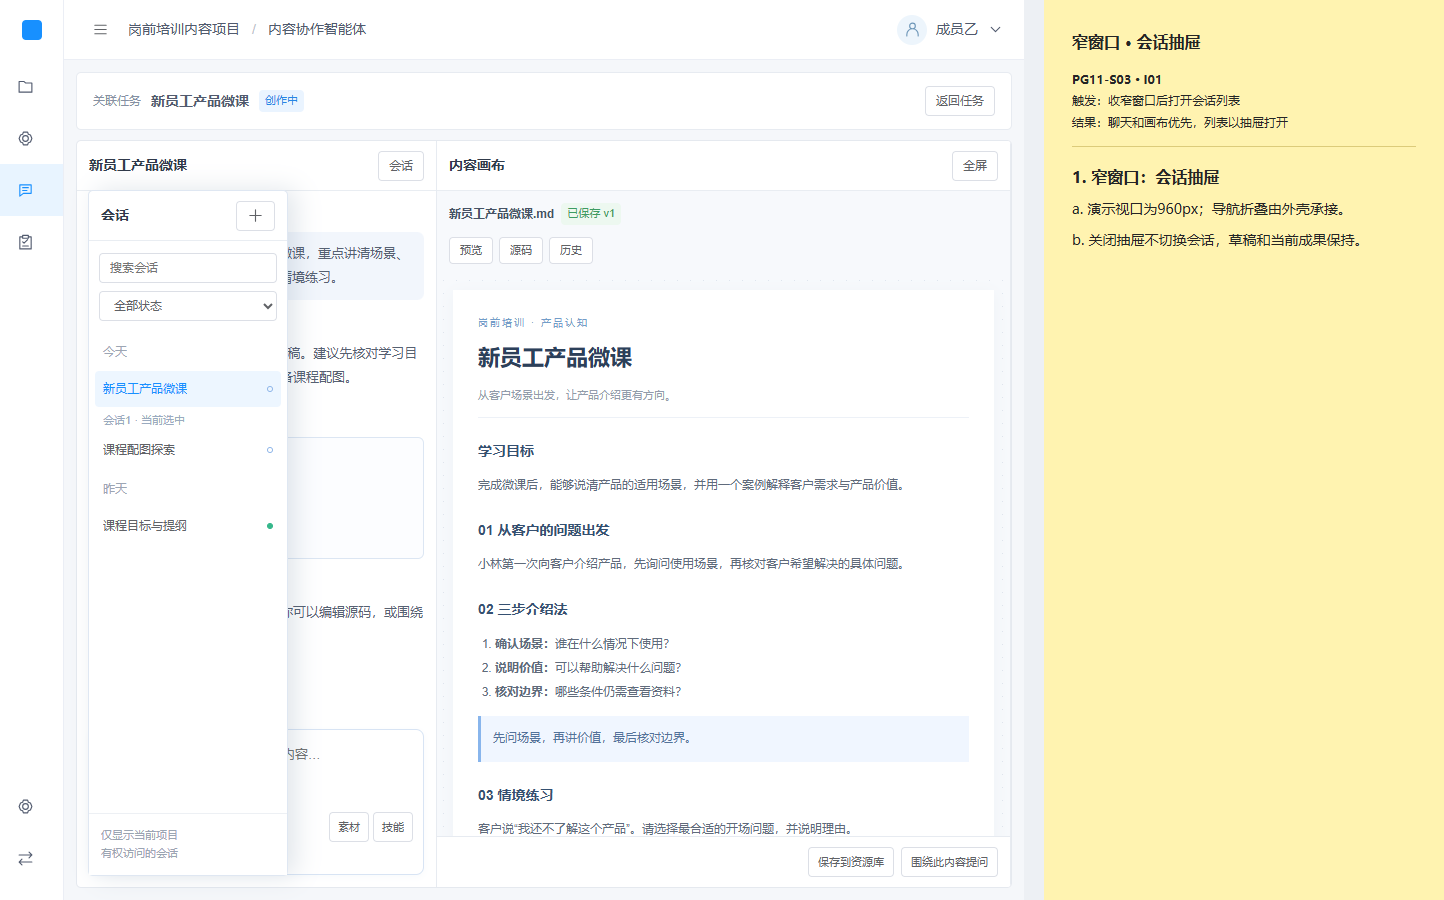 岗前培训内容项目 / 内容协作智能体
成员乙
关联任务 新员工产品微课 创作中
返回任务
新员工产品微课
会话
会话
搜索会话
全部状态
今天
新员工产品微课
会话1 · 当前选中
课程配图探索
昨天
课程目标与提纲
仅显示当前项目
有权访问的会话
微课，重点讲清场景、
情境练习。
稿。建议先核对学习目
备课程配图。
你可以编辑源码，或围绕
内容...
素材
技能
内容画布
全屏
新员工产品微课.md 已保存 v1
预览
源码
历史
岗前培训 · 产品认知
新员工产品微课
从客户场景出发，让产品介绍更有方向。
学习目标
完成微课后，能够说清产品的适用场景，并用一个案例解释客户需求与产品价值。
01 从客户的问题出发
小林第一次向客户介绍产品，先询问使用场景，再核对客户希望解决的具体问题。
02 三步介绍法
1. 确认场景：谁在什么情况下使用？
2. 说明价值：可以帮助解决什么问题？
3. 核对边界：哪些条件仍需查看资料？
先问场景，再讲价值，最后核对边界。
03 情境练习
客户说“我还不了解这个产品”。请选择最合适的开场问题，并说明理由。
保存到资源库
围绕此内容提问
窄窗口 • 会话抽屉
PG11-S03 • I01
触发：收窄窗口后打开会话列表
结果：聊天和画布优先，列表以抽屉打开
1. 窄窗口：会话抽屉
a. 演示视口为960px；导航折叠由外壳承接。
b. 关闭抽屉不切换会话，草稿和当前成果保持。